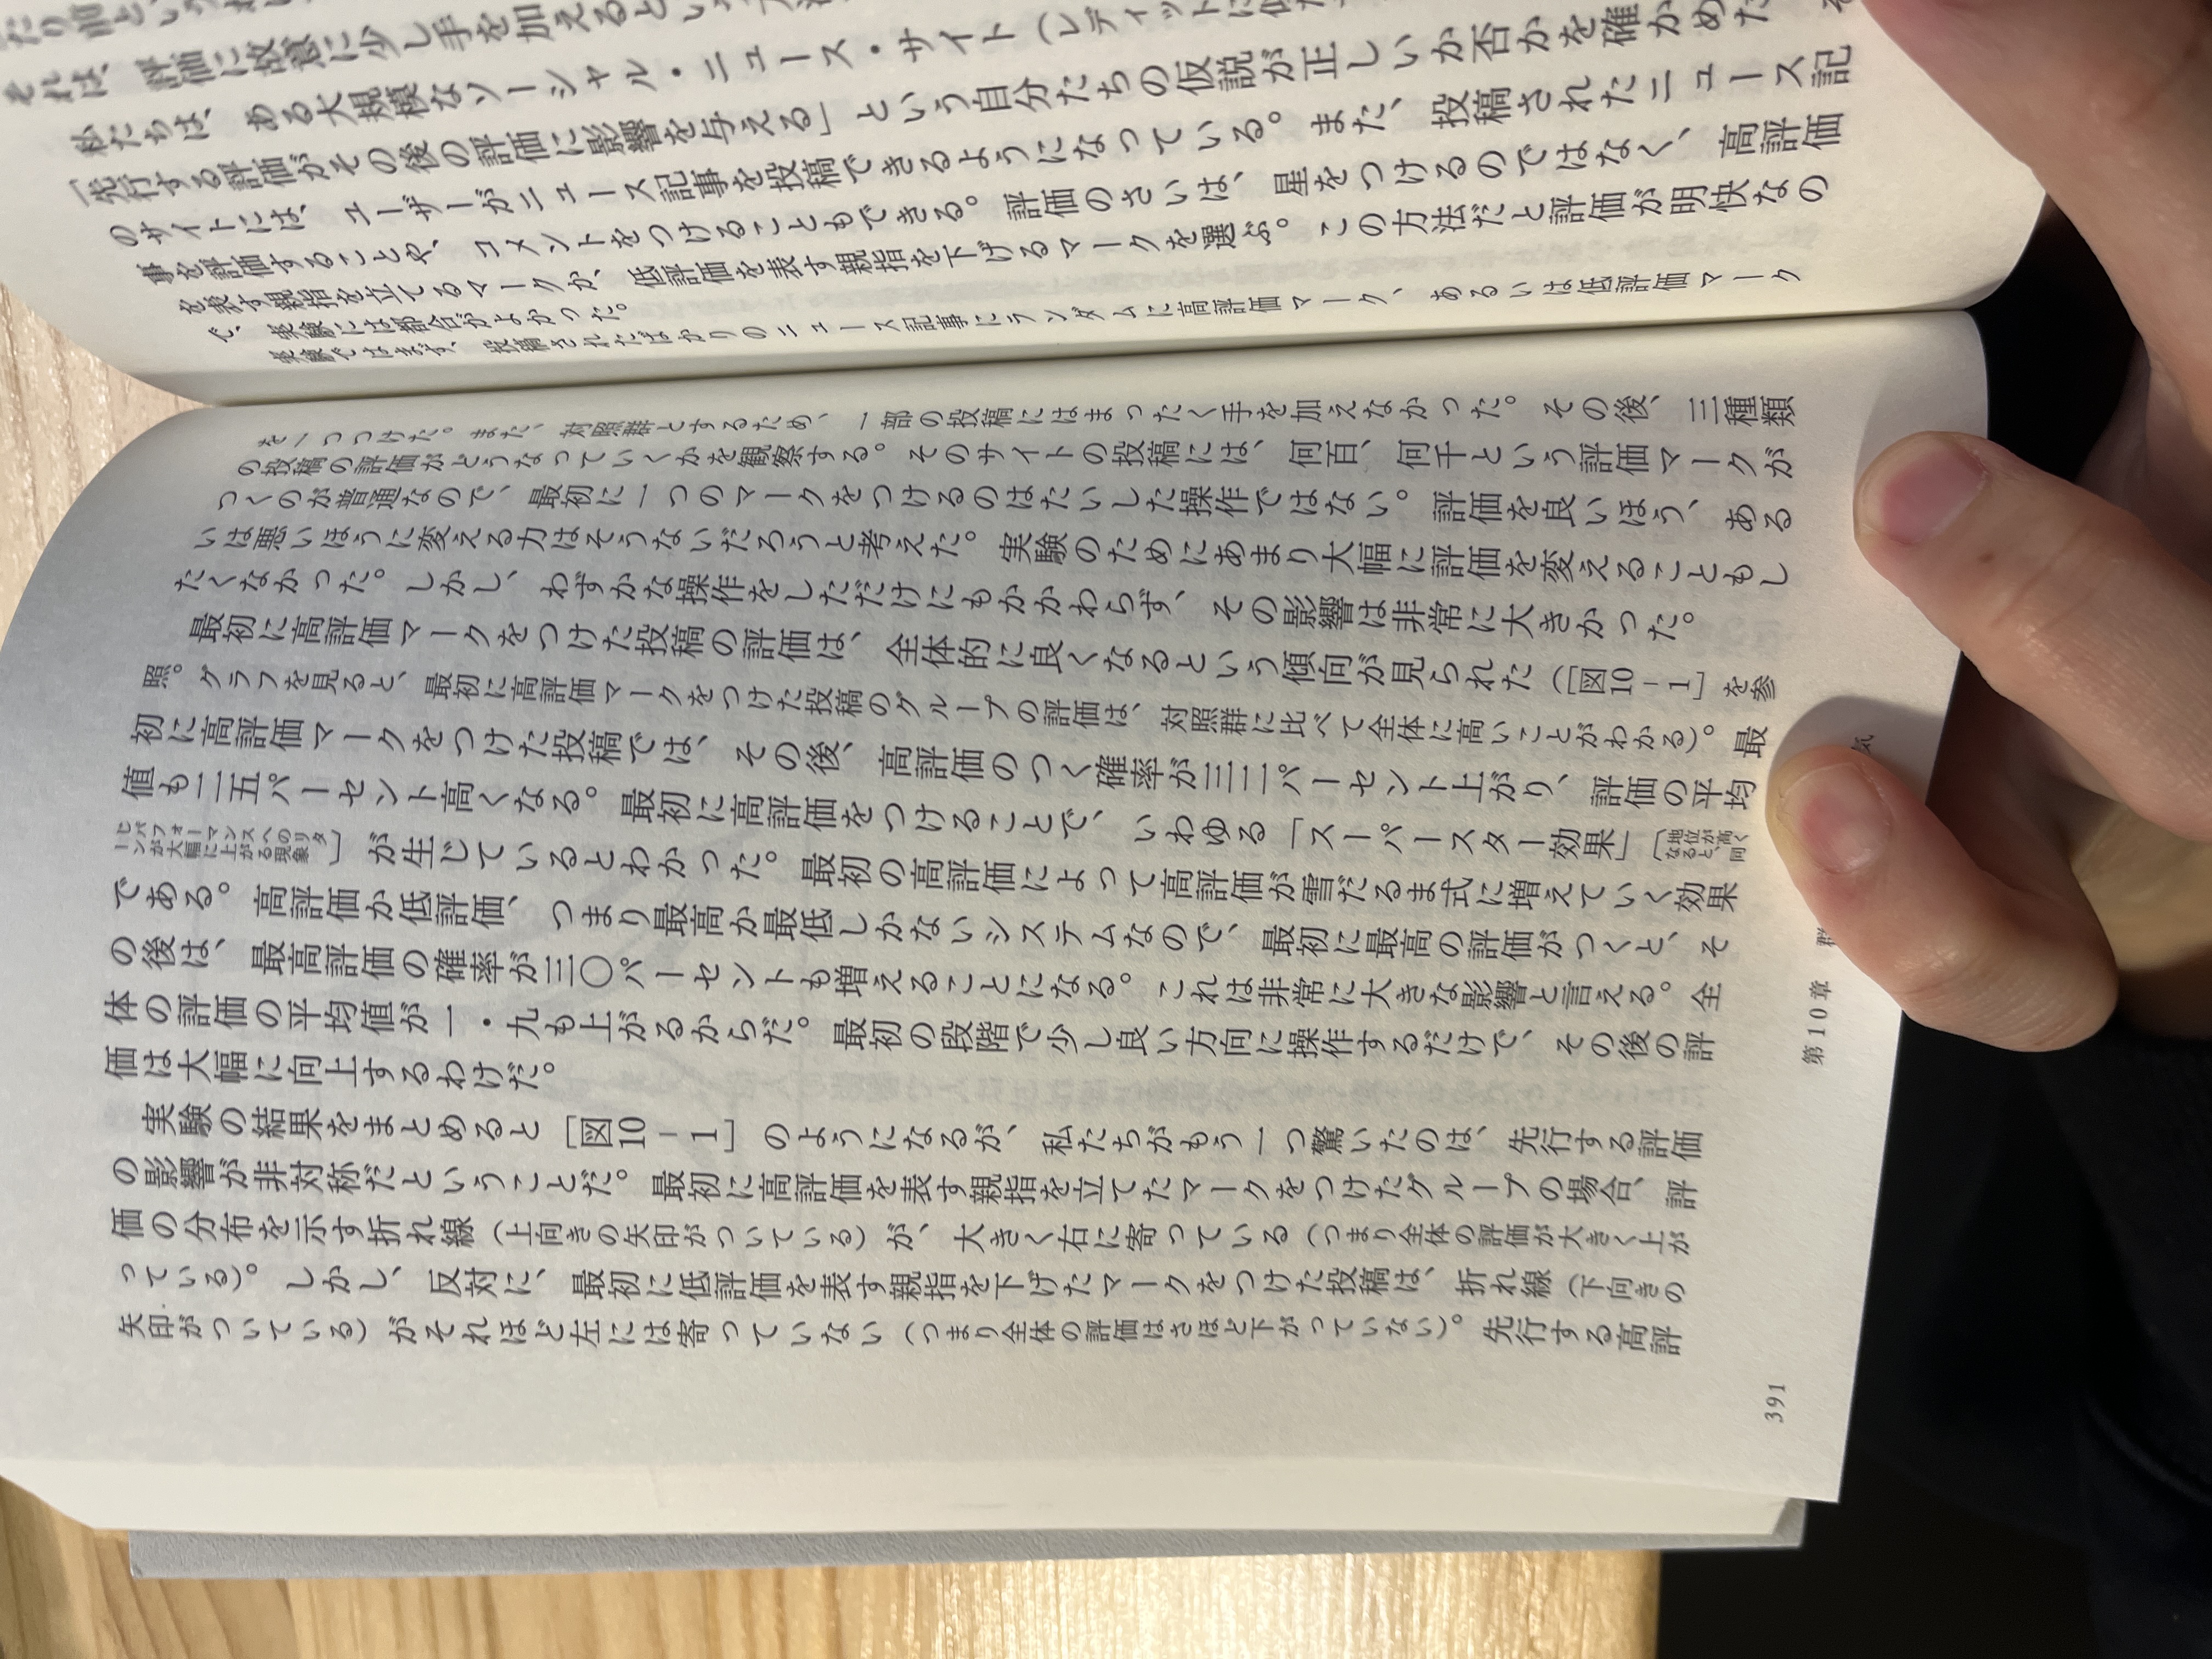 それは、評価に故意に少し手を加えるという
私たちは、ある大規模なソーシャル・ニュース・サイト（レディットに似た
「先行する評価がその後の評価に影響を与える」という自分たちの仮説が正しいか否かを確かめた
のサイトには、ユーザーがニュース記事を投稿できるようになっている。また、投稿されたニュース記
事を評価することや、コメントをつけることもできる。評価のさいは、星をつけるのではなく、高評価
を表す親指を立てるマークか、低評価を表す親指を下げるマークを選ぶ。この方法だと評価が明快なの
で、実験には都合がよかった。
実験ではまず、投稿されたばかりのニュース記事にランダムに高評価マーク、あるいは低評価マーク
を一つつけた。また、対照群とするため、一部の投稿にはまったく手を加えなかった。その後、三種類
の投稿の評価がどうなっていくかを観察する。そのサイトの投稿には、何百、何千という評価マークが
つくのが普通なので、最初に一つのマークをつけるのはたいした操作ではない。評価を良いほう、ある
いは悪いほうに変える力はそうないだろうと考えた。実験のためにあまり大幅に評価を変えることもし
たくなかった。しかし、わずかな操作をしただけにもかかわらず、その影響は非常に大きかった。
最初に高評価マークをつけた投稿の評価は、全体的に良くなるという傾向が見られた（［図10－1］を参
照。グラフを見ると、最初に高評価マークをつけた投稿のグループの評価は、対照群に比べて全体に高いことがわかる）。最
初に高評価マークをつけた投稿では、その後、高評価のつく確率が三二パーセント上がり、評価の平均
値も二五パーセント高くなる。最初に高評価をつけることで、いわゆる「スーパースター効果」〔地位が高くなると、同
じパフォーマンスへのリターンが大幅に上がる現象〕が生じているとわかった。最初の高評価によって高評価が雪だるま式に増えていく効果
である。高評価か低評価、つまり最高か最低しかないシステムなので、最初に最高の評価がつくと、そ
の後は、最高評価の確率が三〇パーセントも増えることになる。これは非常に大きな影響と言える。全
体の評価の平均値が一・九も上がるからだ。最初の段階で少し良い方向に操作するだけで、その後の評
価は大幅に向上するわけだ。
実験の結果をまとめると［図10－1］のようになるが、私たちがもう一つ驚いたのは、先行する評価
の影響が非対称だということだ。最初に高評価を表す親指を立てたマークをつけたグループの場合、評
価の分布を示す折れ線（上向きの矢印がついている）が、大きく右に寄っている（つまり全体の評価が大きく上が
っている）。しかし、反対に、最初に低評価を表す親指を下げたマークをつけた投稿は、折れ線（下向きの
矢印がついている）がそれほど左には寄っていない（つまり全体の評価はさほど下がっていない）。先行する高評
391
第10章 群
気